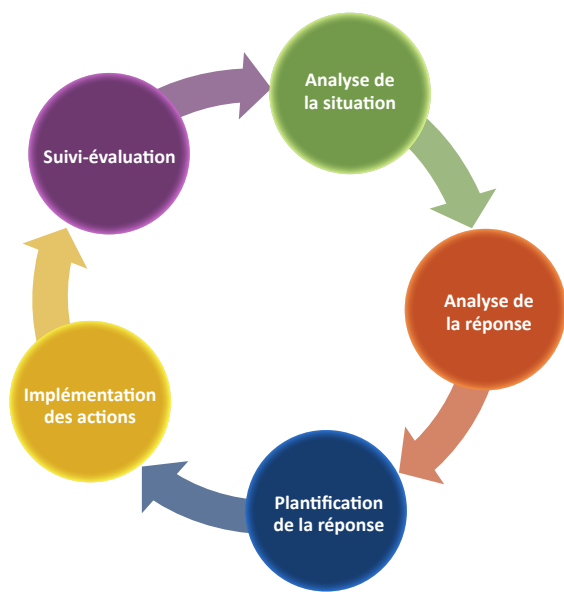 Analyse de
la situation
Analyse de
la réponse
Plantification
de la réponse
Implémentation
des actions
Suivi-évaluation